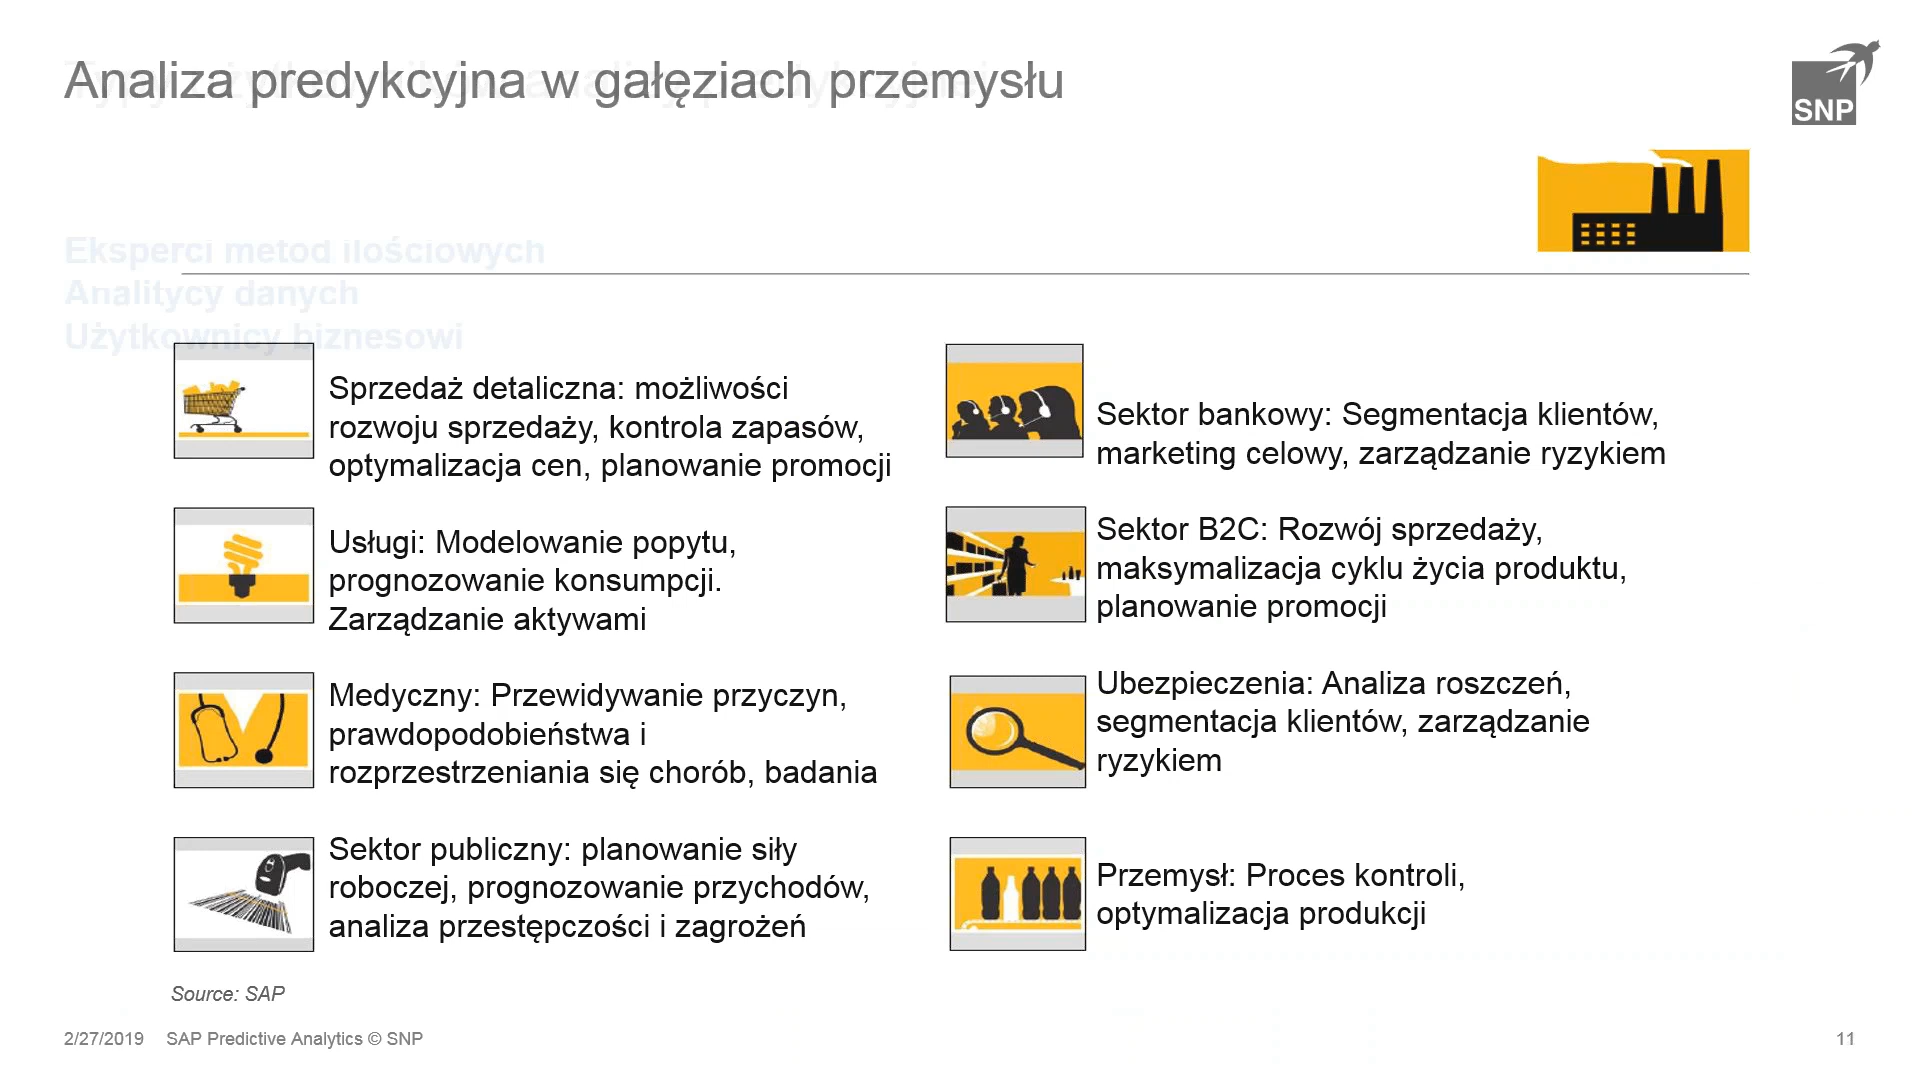 Analiza predykcyjna w gałęziach przemysłu
SNP
Eksperci metod ilościowych
Analitycy danych
Użytkownicy biznesowi
Sprzedaż detaliczna: możliwości
rozwoju sprzedaży, kontrola zapasów,
optymalizacja cen, planowanie promocji
Usługi: Modelowanie popytu,
prognozowanie konsumpcji.
Zarządzanie aktywami
Medyczny: Przewidywanie przyczyn,
prawdopodobieństwa i
rozprzestrzeniania się chorób, badania
Sektor publiczny: planowanie siły
roboczej, prognozowanie przychodów,
analiza przestępczości i zagrożeń
Sektor bankowy: Segmentacja klientów,
marketing celowy, zarządzanie ryzykiem
Sektor B2C: Rozwój sprzedaży,
maksymalizacja cyklu życia produktu,
planowanie promocji
Ubezpieczenia: Analiza roszczeń,
segmentacja klientów, zarządzanie
ryzykiem
Przemysł: Proces kontroli,
optymalizacja produkcji
Source: SAP
2/27/2019 SAP Predictive Analytics © SNP
11